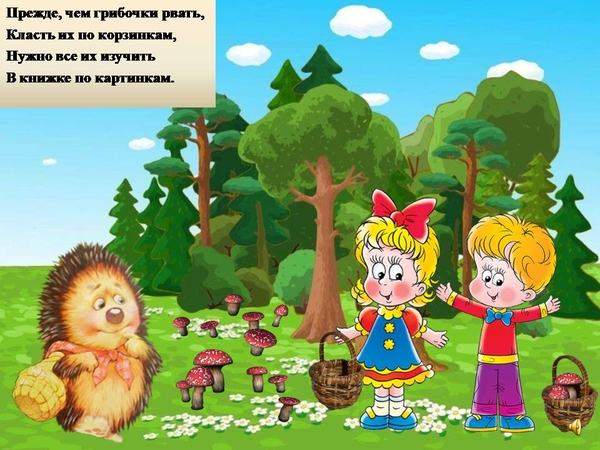 Прежде, чем грибочки рвать,
Класть их по корзинкам,
Нужно все их изучить
В книжке по картинкам.